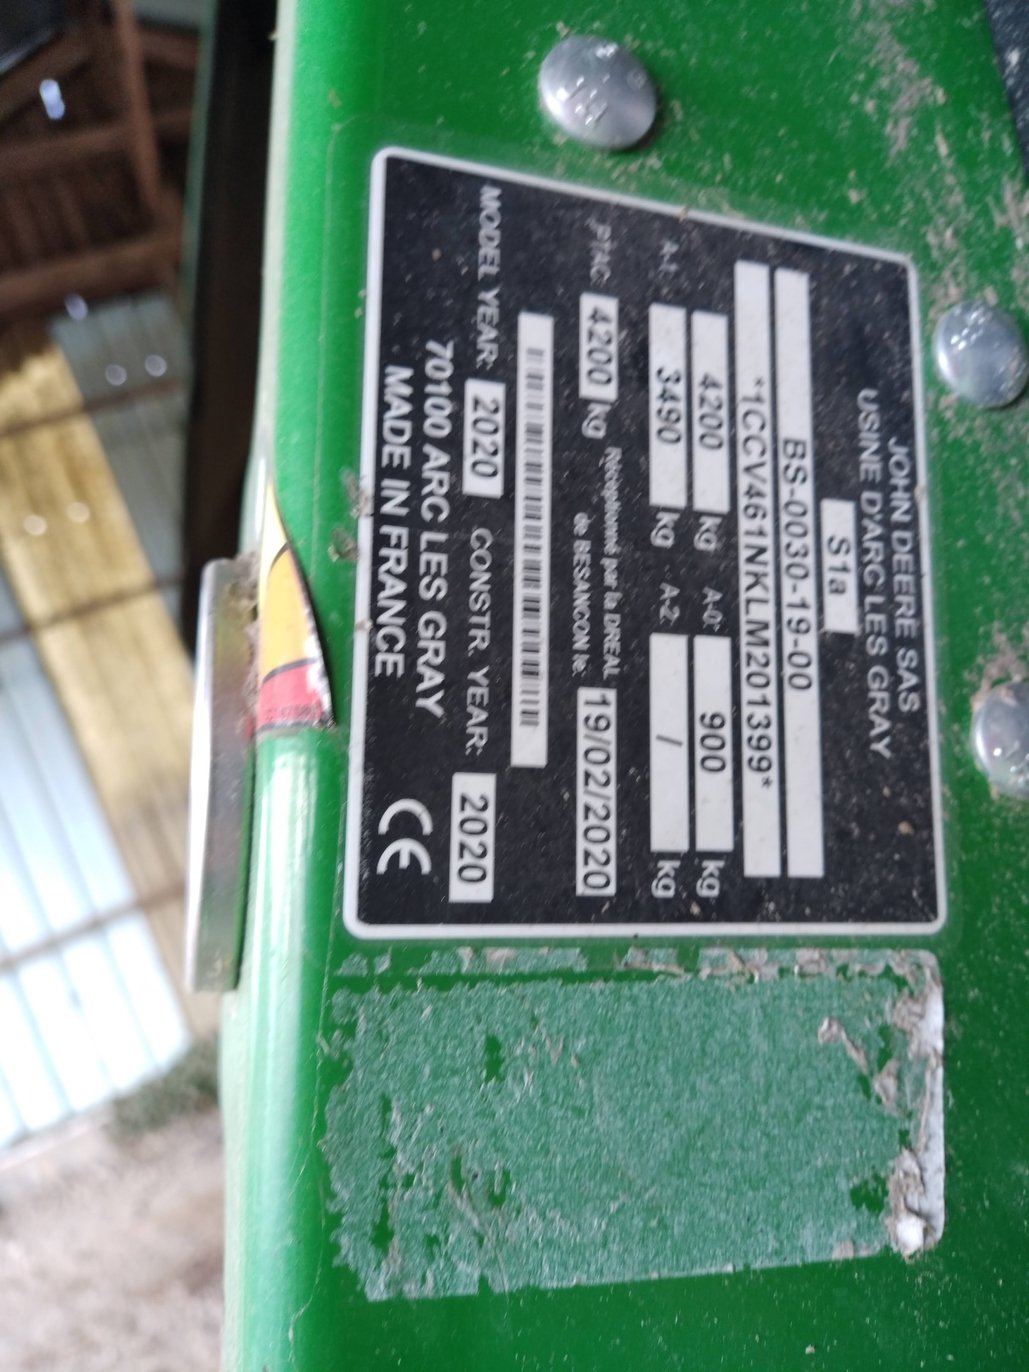 JOHN DEERE SAS
USINE D'ARC LES GRAY
S1a
BS-0030-19-00
*1CCV461NKLM201399*
4200 kg A-0: 900 kg
A-1: 3490 kg A-2: / kg
PTAC 4200 kg Réceptionné par la DREAL de BESANCON le: 19/02/2020
MODEL YEAR: 2020 CONSTR. YEAR: 2020
70100 ARC LES GRAY
MADE IN FRANCE
CE